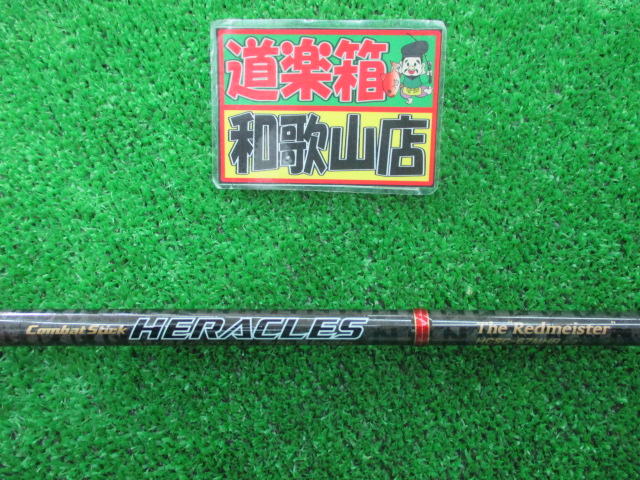 道楽箱
和歌山店
Combat Stick HERACLES The "Redmeister"